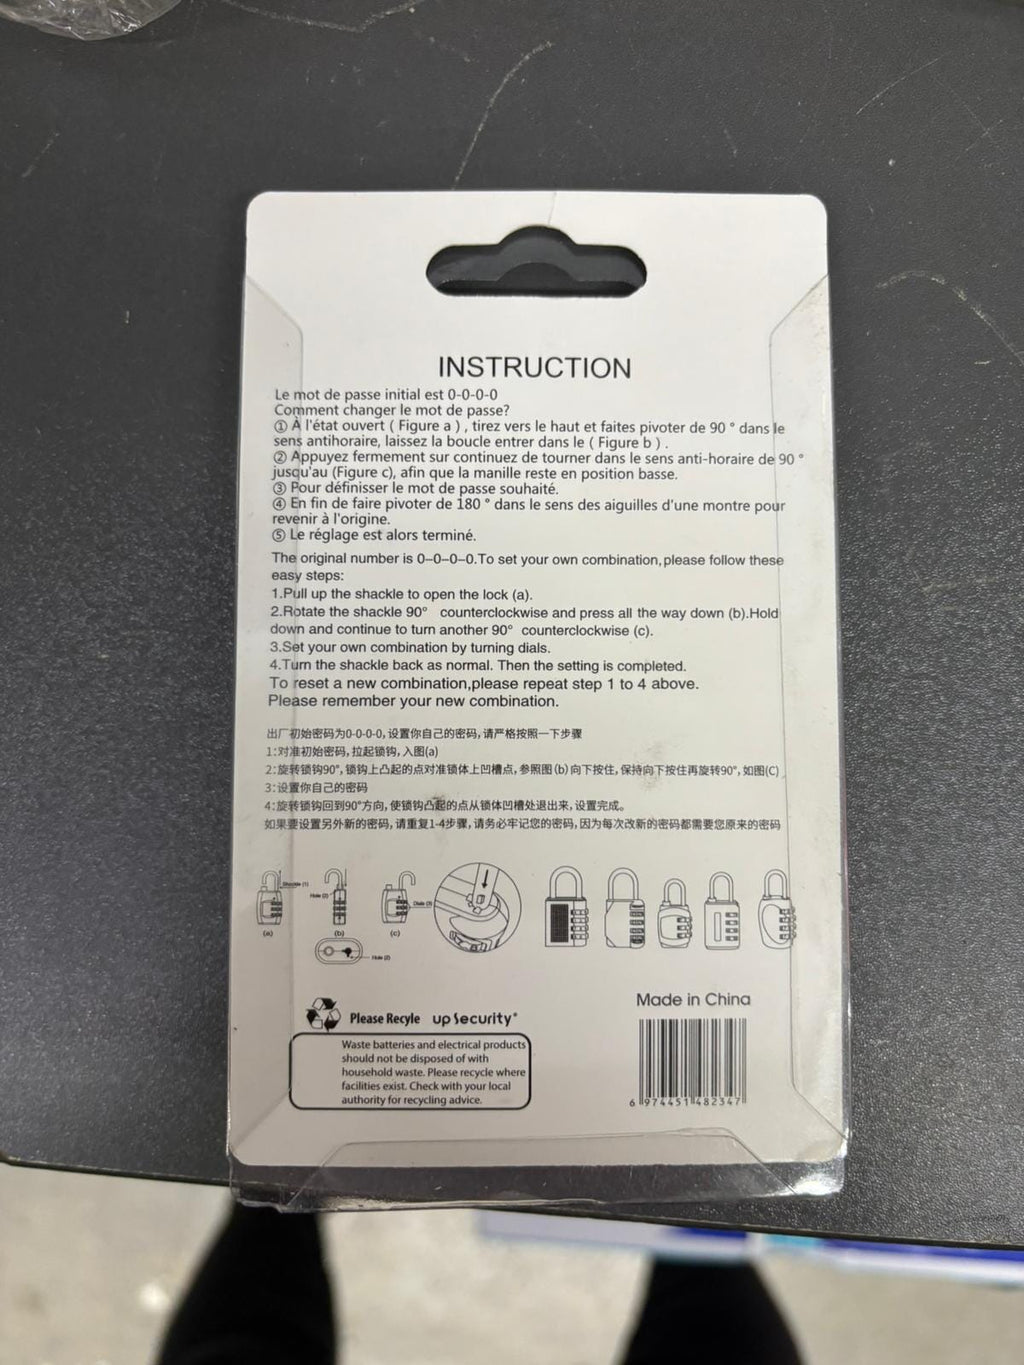 INSTRUCTION
Le mot de passe initial est 0-0-0-0
Comment changer le mot de passe?
① À l'état ouvert ( Figure a ) , tirez vers le haut et faites pivoter de 90 ° dans le
sens antihoraire, laissez la boucle entrer dans le ( Figure b ) .
② Appuyez fermement sur continuez de tourner dans le sens anti-horaire de 90 °
jusqu'au (Figure c), afin que la manille reste en position basse.
③ Pour définisser le mot de passe souhaité.
④ En fin de faire pivoter de 180 ° dans le sens des aiguilles d'une montre pour
revenir à l'origine.
⑤ Le réglage est alors terminé.
The original number is 0–0–0–0.To set your own combination,please follow these
easy steps:
1.Pull up the shackle to open the lock (a).
2.Rotate the shackle 90° counterclockwise and press all the way down (b).Hold
down and continue to turn another 90° counterclockwise (c).
3.Set your own combination by turning dials.
4.Turn the shackle back as normal. Then the setting is completed.
To reset a new combination,please repeat step 1 to 4 above.
Please remember your new combination.
出厂初始密码为0-0-0-0,设置你自己的密码,请严格按照一下步骤
1:对准初始密码,拉起锁钩,入图(a)
2:旋转锁钩90°,锁钩上凸起的点对准锁体上凹槽点,参照图(b)向下按住,保持向下按住再旋转90°,如图(C)
3:设置你自己的密码
4:旋转锁钩回到90°方向,使锁钩凸起的点从锁体凹槽处退出来,设置完成。
如果要设置另外新的密码,请重复1-4步骤,请务必牢记您的密码,因为每次改新的密码都需要您原来的密码
Shackle (1)
Hole (2)
Dials (3)
(a)
(b)
(c)
Hole (2)
Made in China
Please Recyle up Security®
Waste batteries and electrical products
should not be disposed of with
household waste. Please recycle where
facilities exist. Check with your local
authority for recycling advice.
6 974451 482347